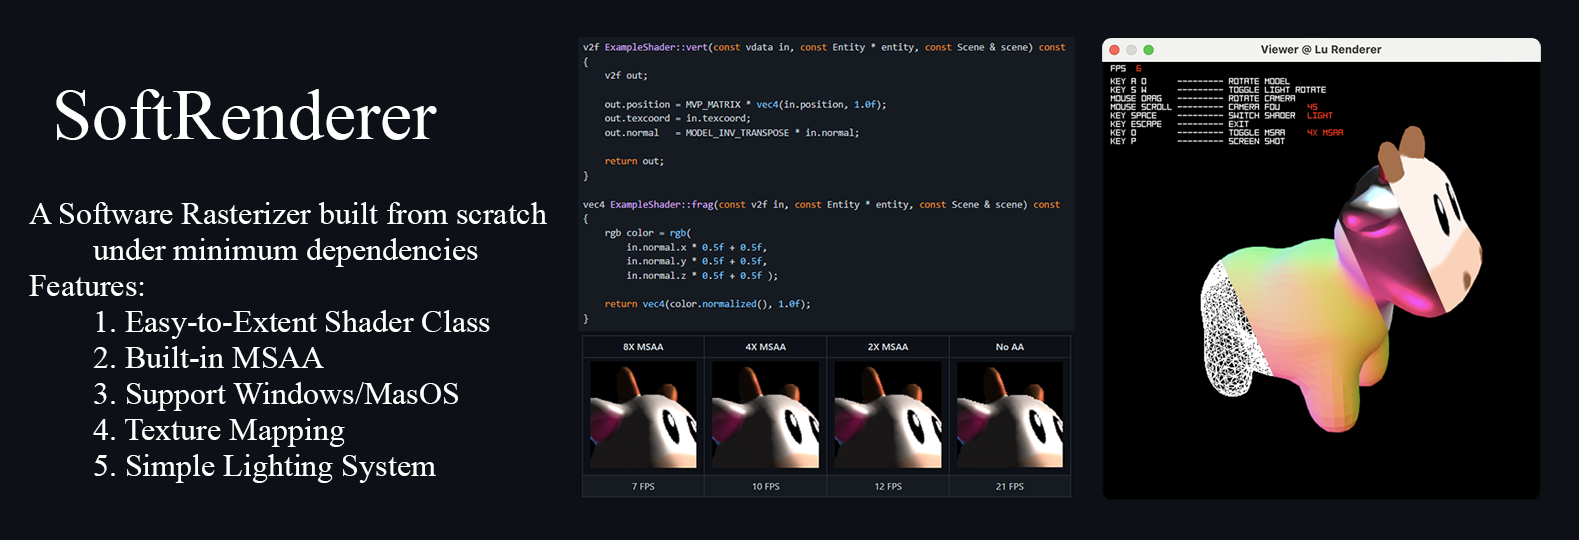 SoftRenderer
A Software Rasterizer built from scratch
under minimum dependencies
Features:
1. Easy-to-Extent Shader Class
2. Built-in MSAA
3. Support Windows/MasOS
4. Texture Mapping
5. Simple Lighting System
v2f ExampleShader::vert(const vdata in, const Entity * entity, const Scene & scene) const
{
    v2f out;
    out.position = MVP_MATRIX * vec4(in.position, 1.0f);
    out.texcoord = in.texcoord;
    out.normal   = MODEL_INV_TRANSPOSE * in.normal;
    return out;
}
vec4 ExampleShader::frag(const v2f in, const Entity * entity, const Scene & scene) const
{
    rgb color = rgb(
        in.normal.x * 0.5f + 0.5f,
        in.normal.y * 0.5f + 0.5f,
        in.normal.z * 0.5f + 0.5f );
    return vec4(color.normalized(), 1.0f);
}
8X MSAA 4X MSAA 2X MSAA No AA
7 FPS 10 FPS 12 FPS 21 FPS
Viewer @ Lu Renderer
FPS 6
KEY A D --------- ROTATE MODEL
KEY S W --------- TOGGLE LIGHT ROTATE
MOUSE DRAG --------- ROTATE CAMERA
MOUSE SCROLL --------- CAMERA FOV 45
KEY SPACE --------- SWITCH SHADER LIGHT
KEY ESCAPE --------- EXIT
KEY O --------- TOGGLE MSAA 4X MSAA
KEY P --------- SCREEN SHOT